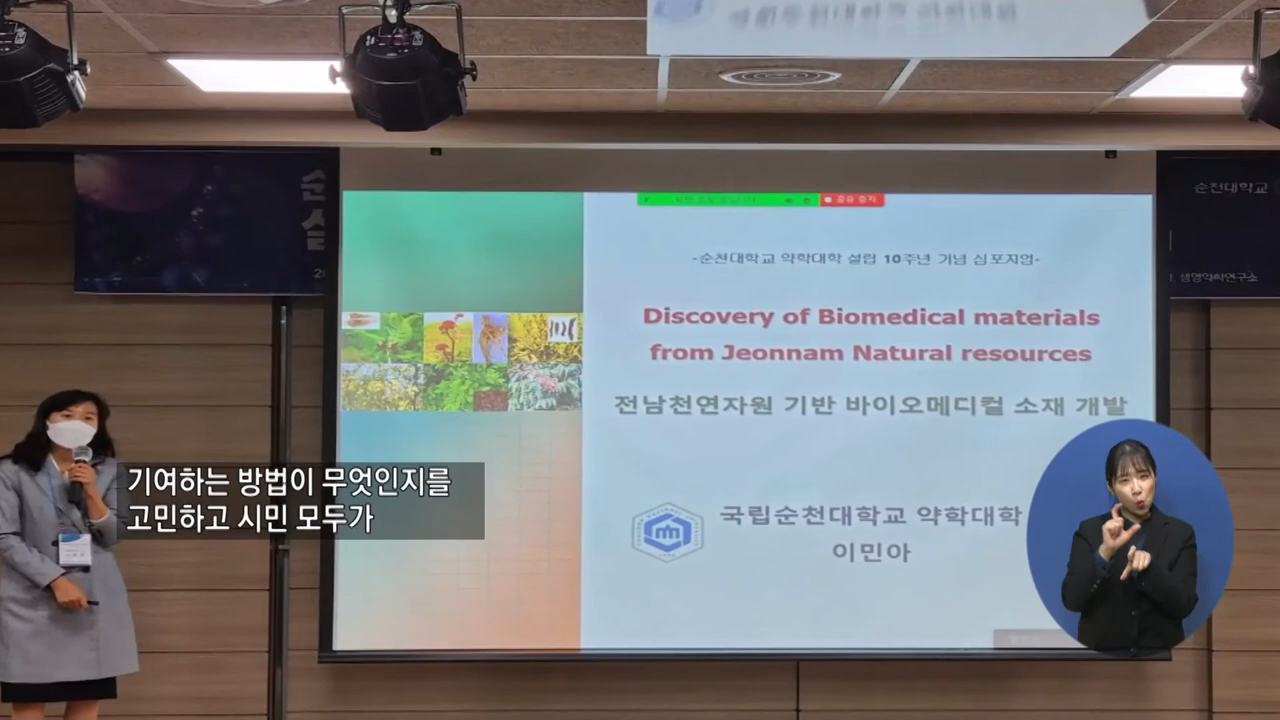 순천대학교
생명약학연구소
공유 중지
-순천대학교 약학대학 설립 10주년 기념 심포지엄-
Discovery of Biomedical materials
from Jeonnam Natural resources
전남천연자원 기반 바이오메디컬 소재 개발
국립순천대학교 약학대학
이민아
기여하는 방법이 무엇인지를
고민하고 시민 모두가